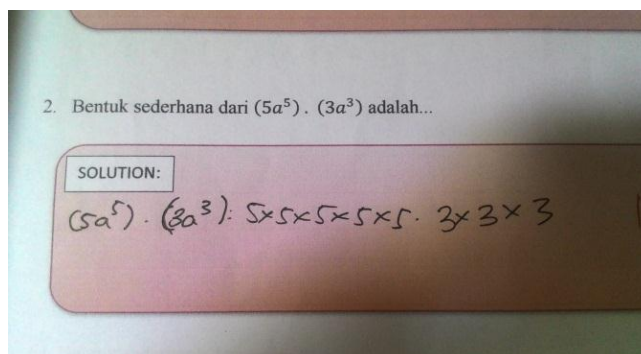 2. Bentuk sederhana dari (5a⁵) . (3a³) adalah...
SOLUTION:
(5a⁵) . (3a³): 5×5×5×5×5. 3×3×3